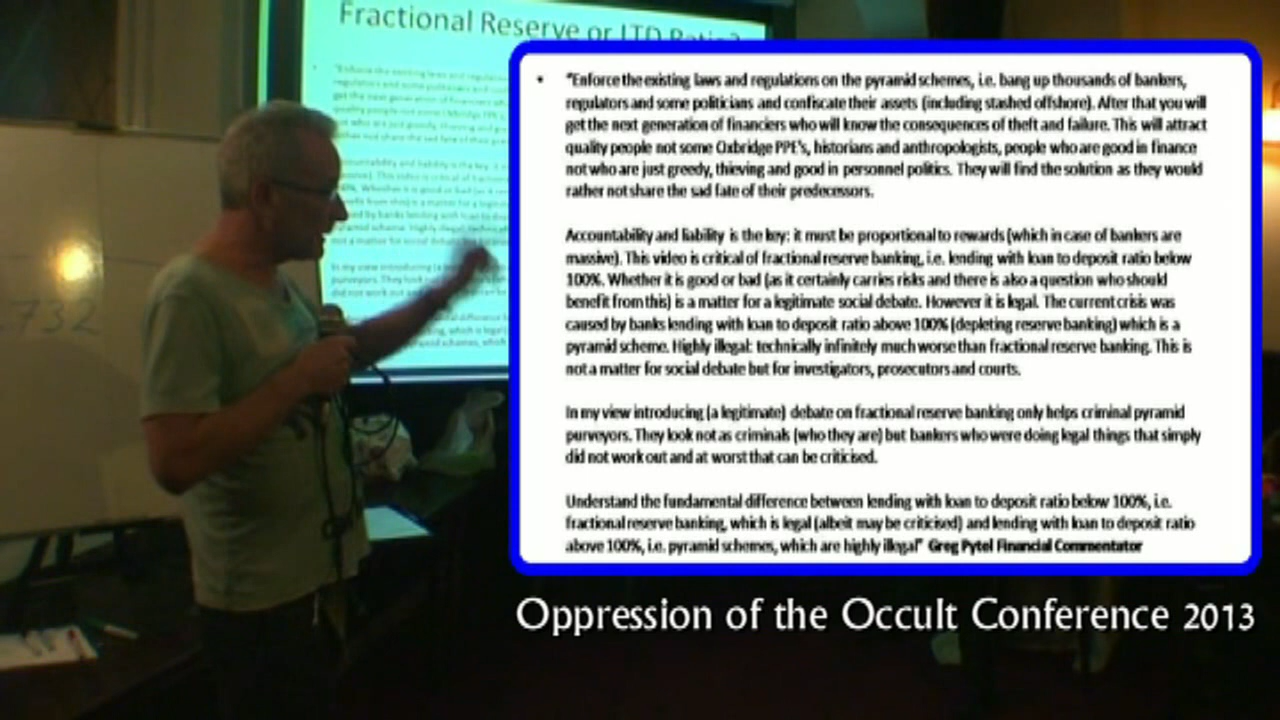 Fractional Reserve or LTD Ratio?
• "Enforce the existing laws and regulations on the pyramid schemes, i.e. bang up thousands of bankers,
regulators and some politicians and confiscate their assets (including stashed offshore). After that you will
get the next generation of financiers who will know the consequences of theft and failure. This will attract
quality people not some Oxbridge PPE's, historians and anthropologists, people who are good in finance
not who are just greedy, thieving and good in personnel politics. They will find the solution as they would
rather not share the sad fate of their predecessors.
Accountability and liability is the key: it must be proportional to rewards (which in case of bankers are
massive). This video is critical of fractional reserve banking, i.e. lending with loan to deposit ratio below
100%. Whether it is good or bad (as it certainly carries risks and there is also a question who should
benefit from this) is a matter for a legitimate social debate. However it is legal. The current crisis was
caused by banks lending with loan to deposit ratio above 100% (depleting reserve banking) which is a
pyramid scheme. Highly illegal: technically infinitely much worse than fractional reserve banking. This is
not a matter for social debate but for investigators, prosecutors and courts.
In my view introducing (a legitimate) debate on fractional reserve banking only helps criminal pyramid
purveyors. They look not as criminals (who they are) but bankers who were doing legal things that simply
did not work out and at worst that can be criticised.
Understand the fundamental difference between lending with loan to deposit ratio below 100%, i.e.
fractional reserve banking, which is legal (albeit may be criticised) and lending with loan to deposit ratio
above 100%, i.e. pyramid schemes, which are highly illegal" Greg Pytel Financial Commentator
Oppression of the Occult Conference 2013
2732